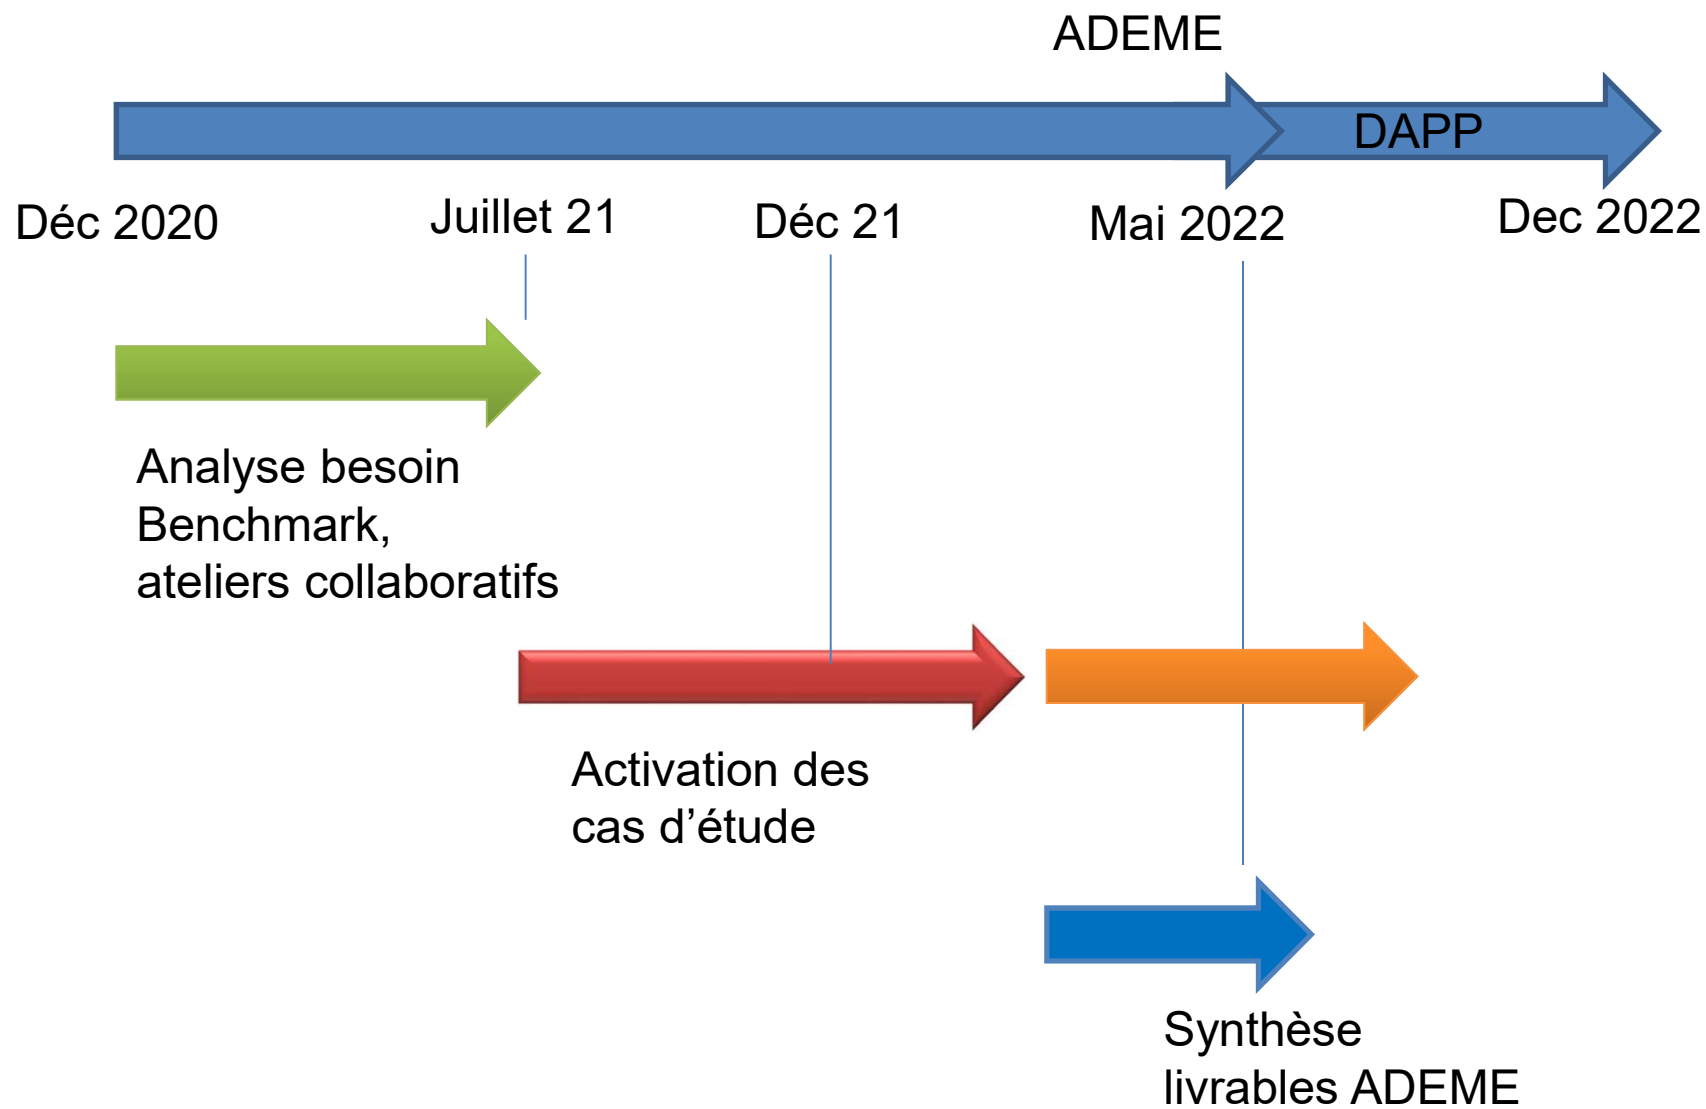 ADEME
DAPP
Déc 2020
Juillet 21
Déc 21
Mai 2022
Dec 2022
Analyse besoin
Benchmark,
ateliers collaboratifs
Activation des
cas d’étude
Synthèse
livrables ADEME